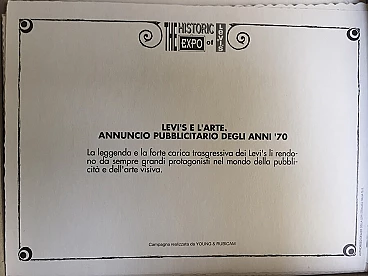 THE HISTORIC
EXPO of LEVI'S
LEVI'S E L'ARTE.
ANNUNCIO PUBBLICITARIO DEGLI ANNI '70
La leggenda e la forte carica trasgressiva dei Levi's li rendo-
no da sempre grandi protagonisti nel mondo della pubbli-
cità e dell'arte visiva.
Campagna realizzata da YOUNG & RUBICAM